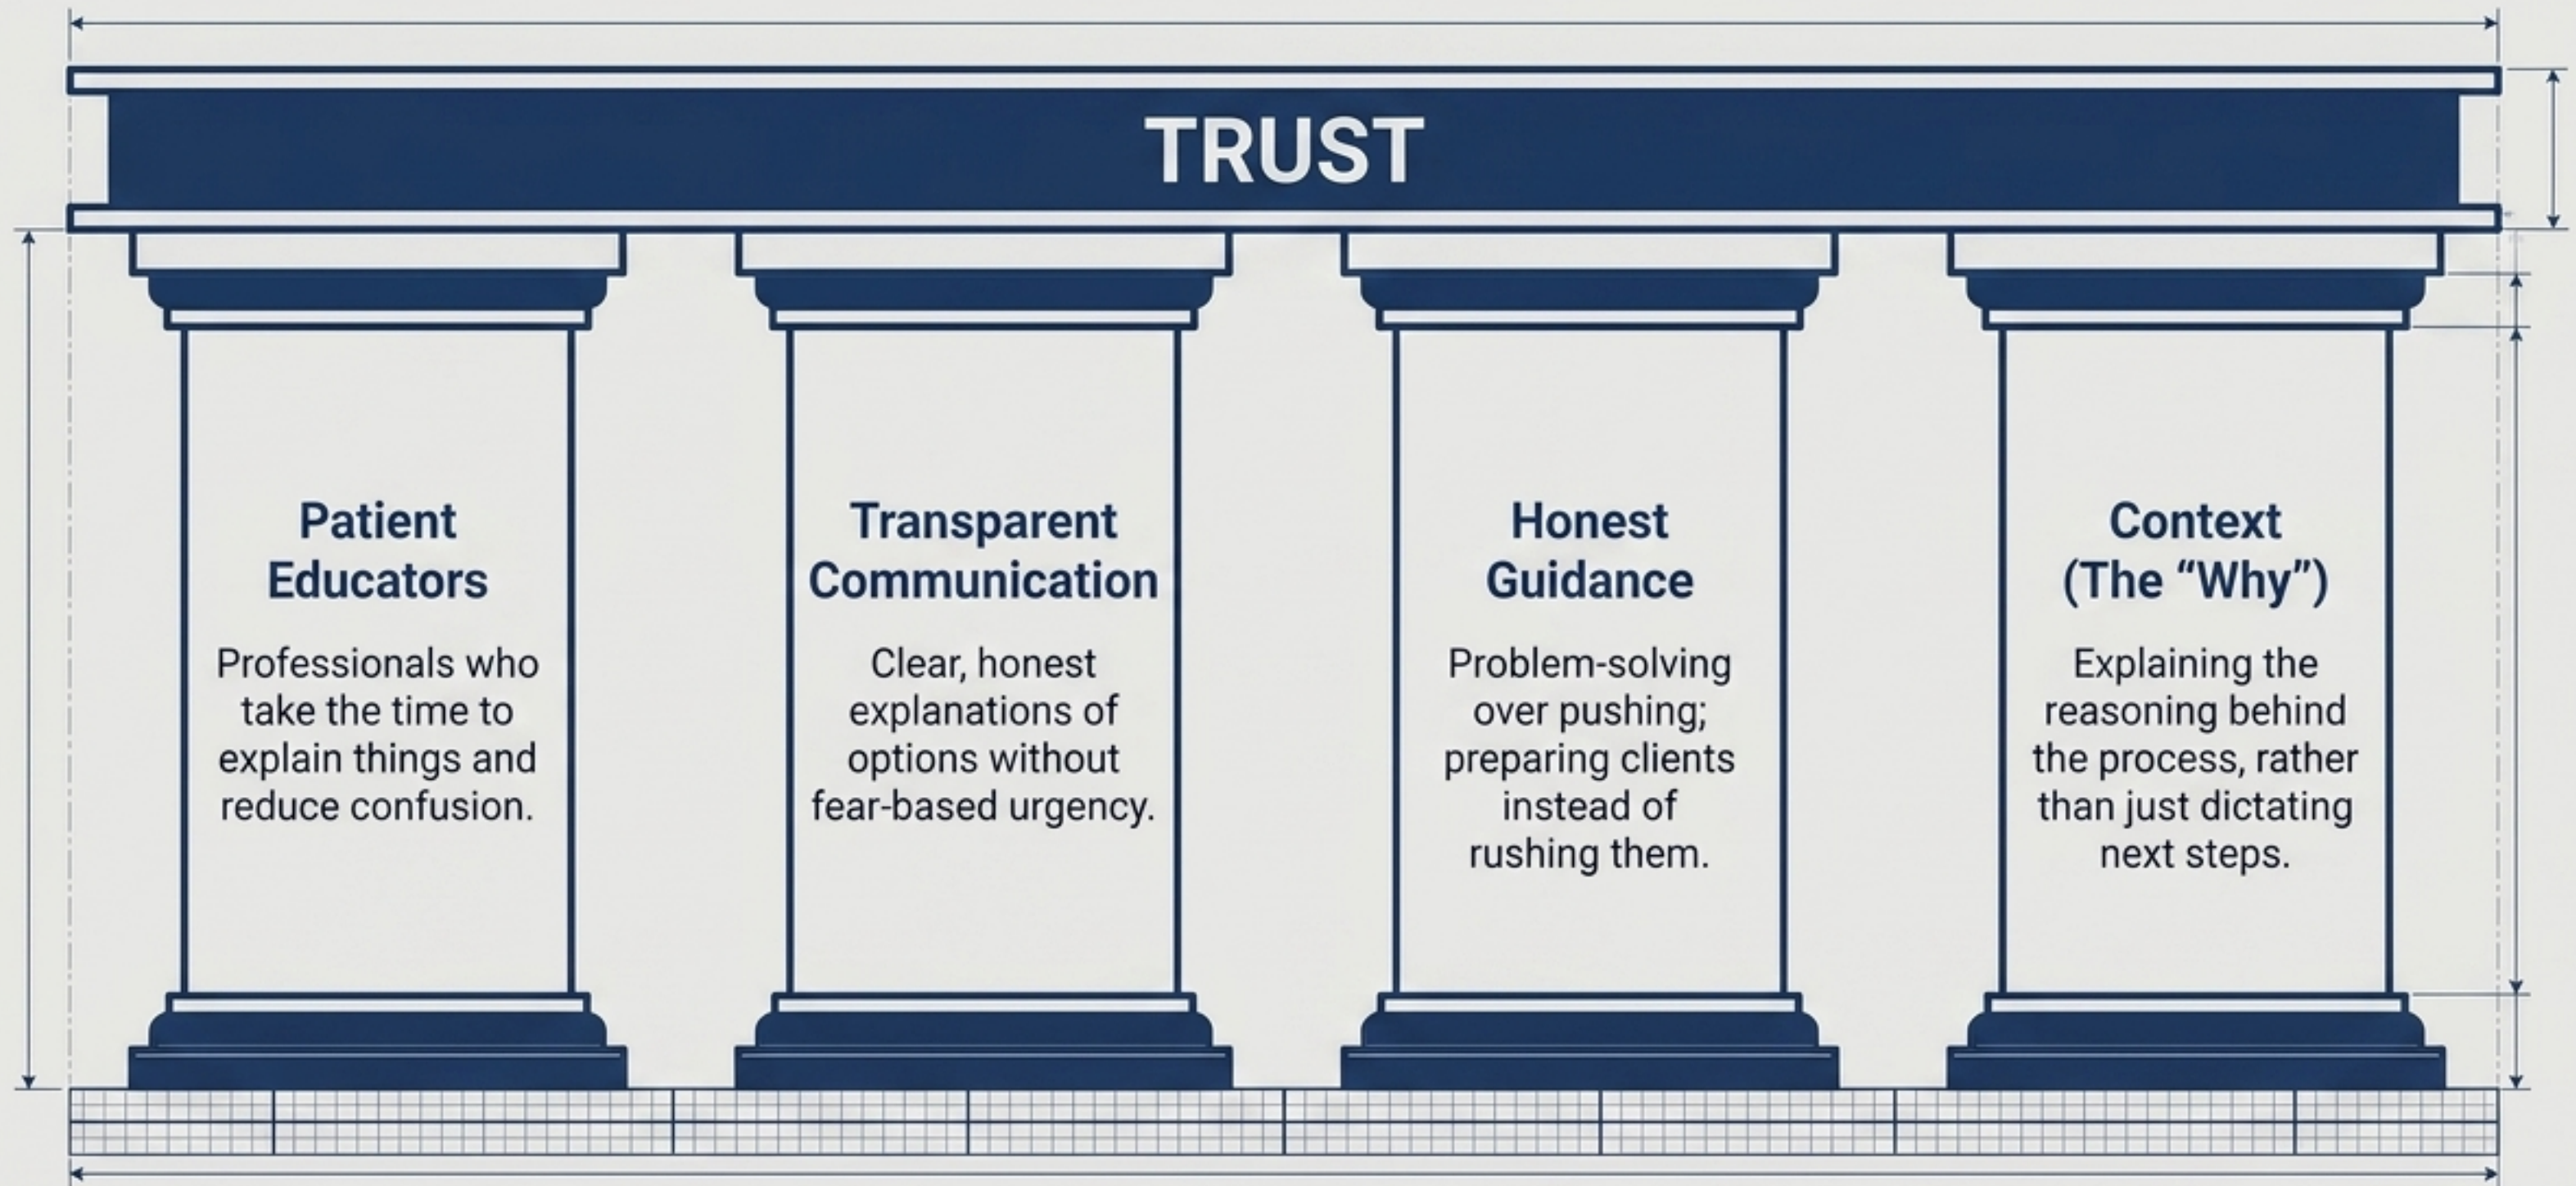 TRUST
Patient
Educators
Professionals who
take the time to
explain things and
reduce confusion.
Transparent
Communication
Clear, honest
explanations of
options without
fear-based urgency.
Honest
Guidance
Problem-solving
over pushing;
preparing clients
instead of
rushing them.
Context
(The “Why”)
Explaining the
reasoning behind
the process, rather
than just dictating
next steps.